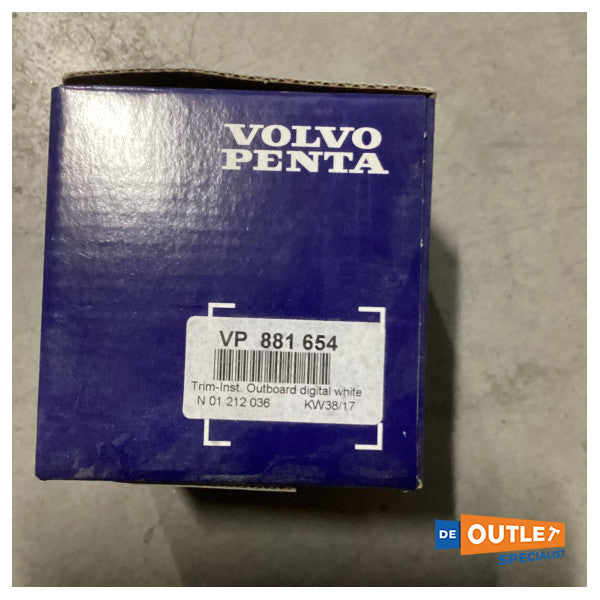 VOLVO
PENTA
VP 881 654
Trim-Inst. Outboard digital white
N 01 212 036 KW38/17
DE OUTLET
SPECIALIST